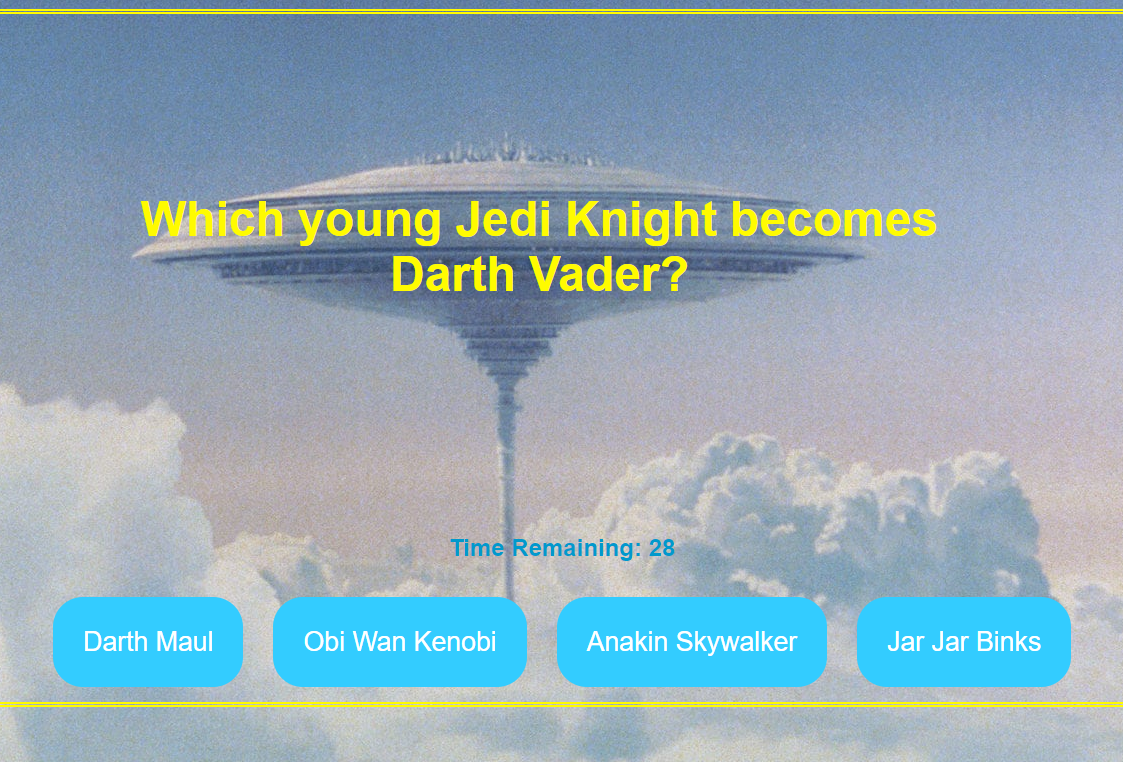 Which young Jedi Knight becomes
Darth Vader?
Time Remaining: 28
Darth Maul
Obi Wan Kenobi
Anakin Skywalker
Jar Jar Binks